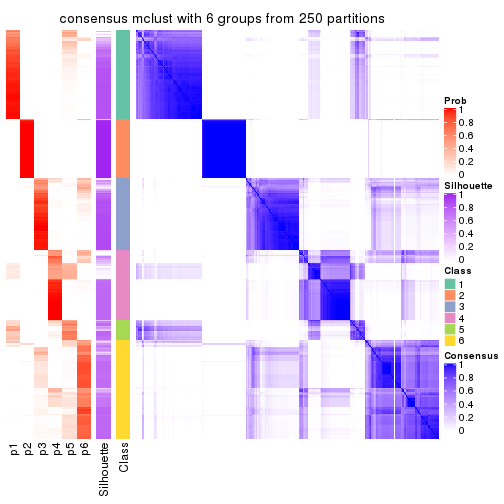 consensus mclust with 6 groups from 250 partitions
Prob
1
0.8
0.6
0.4
0.2
0
Silhouette
1
0.8
0.6
0.4
0.2
0
Class
1
2
3
4
5
6
Consensus
1
0.8
0.6
0.4
0.2
0
p1
p2
p3
p4
p5
p6
Silhouette
Class